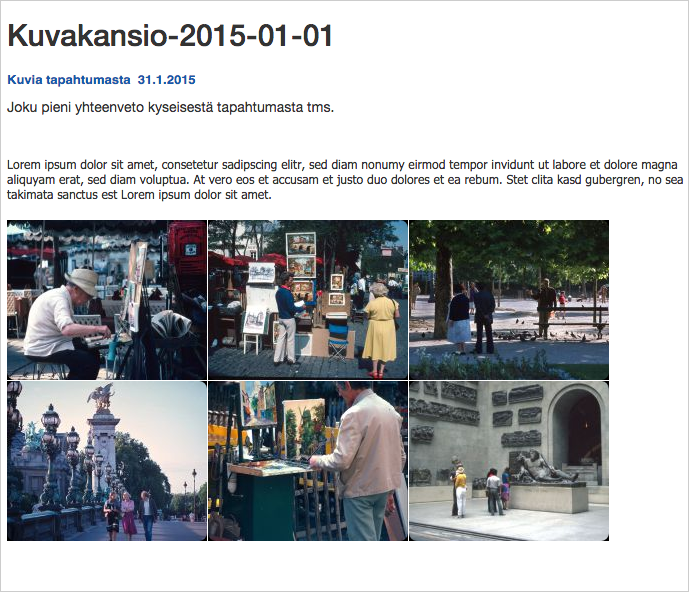 Kuvakansio-2015-01-01
Kuvia tapahtumasta 31.1.2015
Joku pieni yhteenveto kyseisestä tapahtumasta tms.
Lorem ipsum dolor sit amet, consetetur sadipscing elitr, sed diam nonumy eirmod tempor invidunt ut labore et dolore magna
aliquyam erat, sed diam voluptua. At vero eos et accusam et justo duo dolores et ea rebum. Stet clita kasd gubergren, no sea
takimata sanctus est Lorem ipsum dolor sit amet.